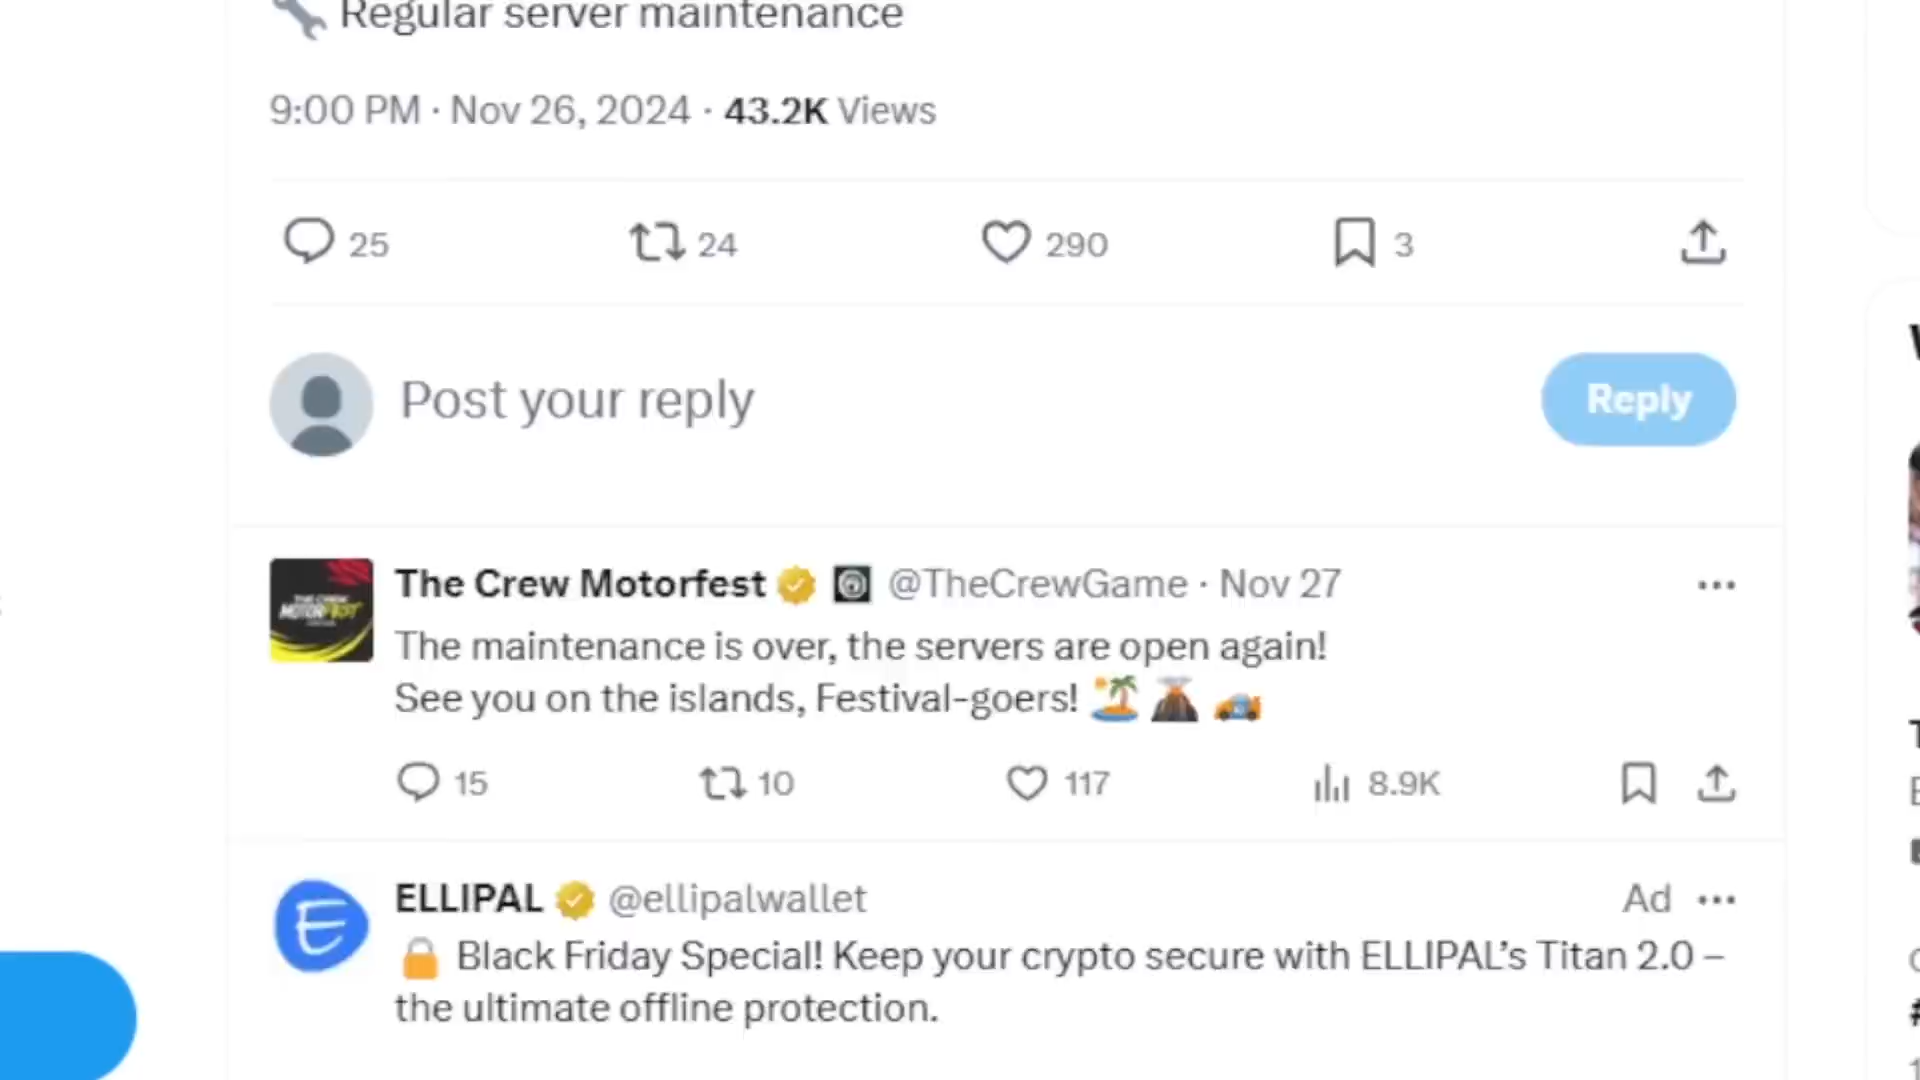 Regular server maintenance
9:00 PM · Nov 26, 2024 · 43.2K Views
25 24 290 3
Post your reply
Reply
The Crew Motorfest @TheCrewGame · Nov 27
The maintenance is over, the servers are open again!
See you on the islands, Festival-goers!
15 10 117 8.9K
ELLIPAL @ellipalwallet Ad
Black Friday Special! Keep your crypto secure with ELLIPAL’s Titan 2.0 –
the ultimate offline protection.